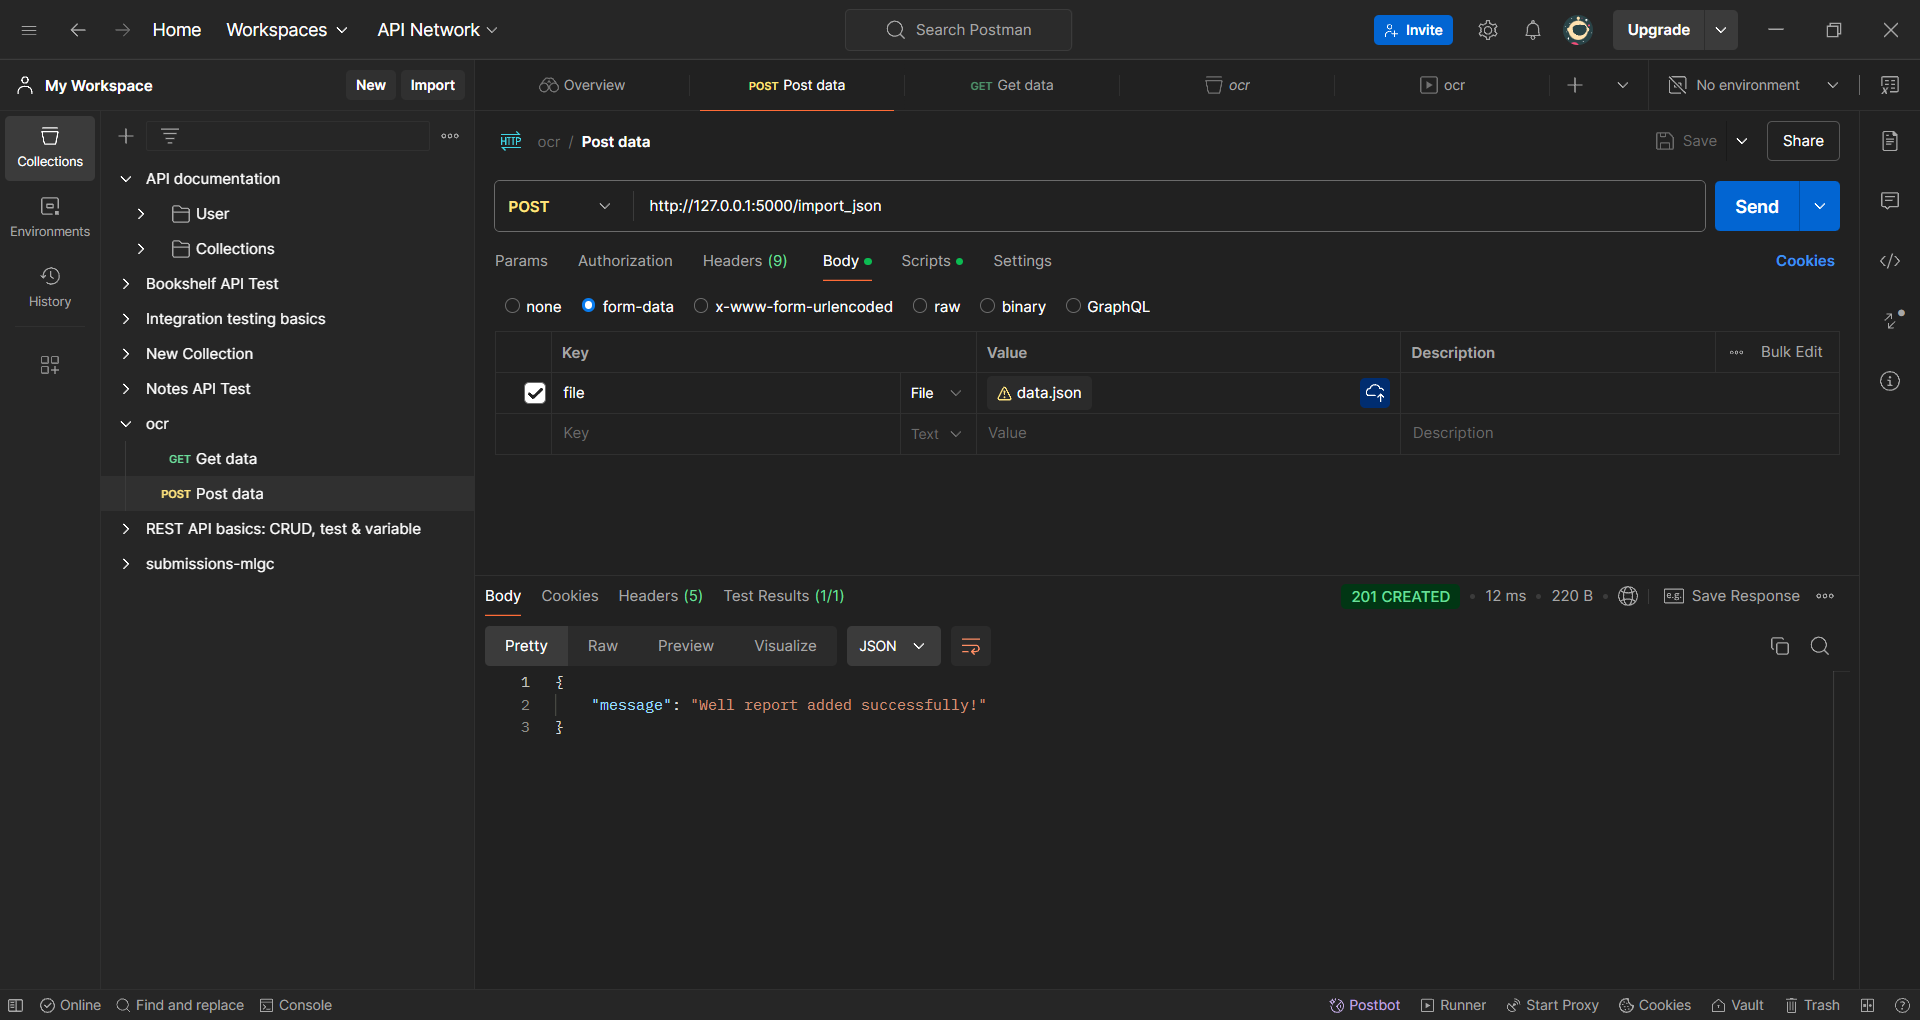 Home Workspaces API Network Search Postman Invite Upgrade
My Workspace New Import Overview POST Post data GET Get data ocr ocr No environment
Collections
Environments
History
API documentation
User
Collections
Bookshelf API Test
Integration testing basics
New Collection
Notes API Test
ocr
GET Get data
POST Post data
REST API basics: CRUD, test & variable
submissions-mlgc
HTTP ocr / Post data Save Share
POST http://127.0.0.1:5000/import_json Send
Params Authorization Headers (9) Body Scripts Settings Cookies
none form-data x-www-form-urlencoded raw binary GraphQL
Key Value Description Bulk Edit
file File data.json
Key Text Value Description
Body Cookies Headers (5) Test Results (1/1) 201 CREATED 12 ms 220 B e.g. Save Response
Pretty Raw Preview Visualize JSON
1 {
2 "message": "Well report added successfully!"
3 }
Online Find and replace Console Postbot Runner Start Proxy Cookies Vault Trash